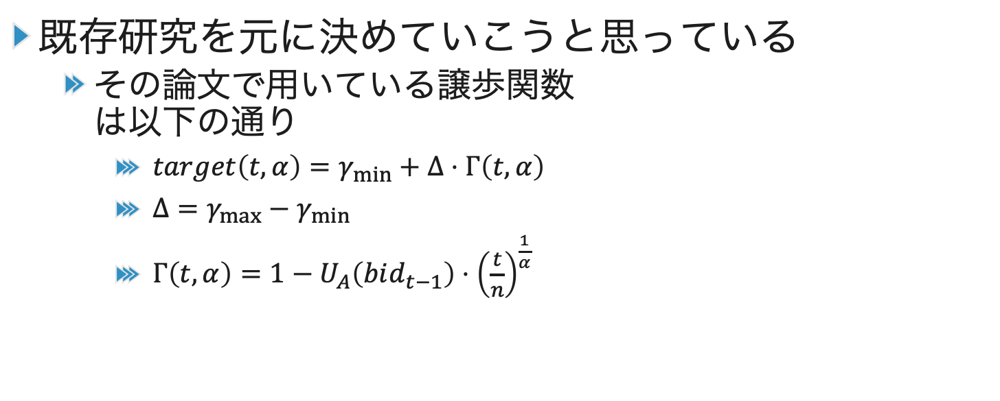 既存研究を元に決めていこうと思っている
その論文で用いている譲歩関数
は以下の通り
target(t, α) = γ_min + Δ · Γ(t, α)
Δ = γ_max − γ_min
Γ(t, α) = 1 − U_A(bid_{t−1}) · (t/n)^{1/α}